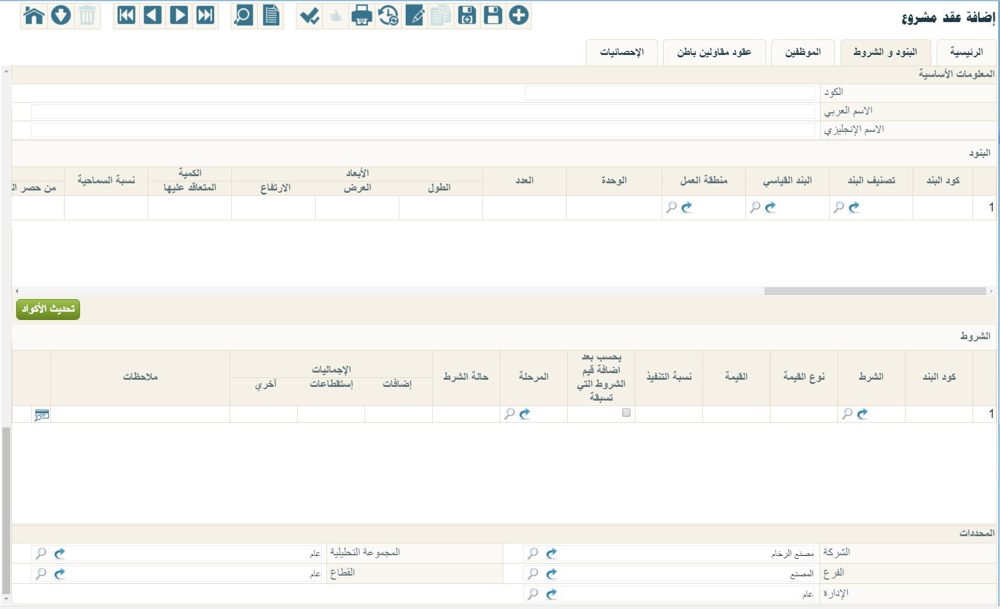 إضافة عقد مشروع
الرئيسية
البنود و الشروط
الموظفين
عقود مقاولين باطن
الإحصائيات
المعلومات الأساسية
الكود
الاسم العربي
الاسم الإنجليزي
البنود
كود البند
تصنيف البند
البند القياسي
منطقة العمل
الوحدة
العدد
الأبعاد
الطول
العرض
الارتفاع
الكمية
المتعاقد عليها
نسبة السماحية
من حصر
1
تحديث الأكواد
الشروط
كود البند
الشرط
نوع القيمة
القيمة
نسبة التنفيذ
يحسب بعد
اضافة قيم
الشروط التي
تسبقة
المرحلة
حالة الشرط
الإجماليات
إضافات
إستقطاعات
آخري
ملاحظات
1
المحددات
الشركة
مصنع الرخام
المجموعة التحليلية
عام
الفرع
المصنع
القطاع
عام
الإدارة
عام